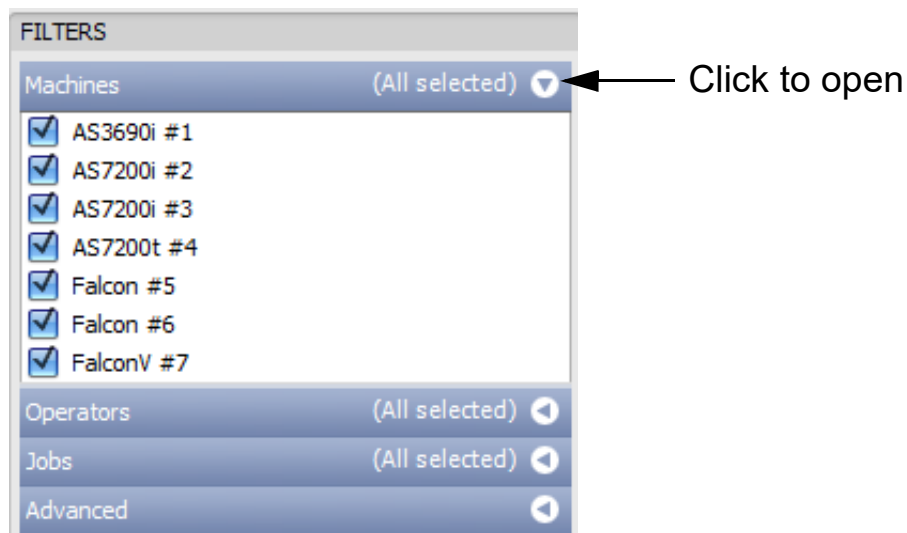 FILTERS
Machines (All selected) Click to open
AS3690i #1
AS7200i #2
AS7200i #3
AS7200t #4
Falcon #5
Falcon #6
FalconV #7
Operators (All selected)
Jobs (All selected)
Advanced